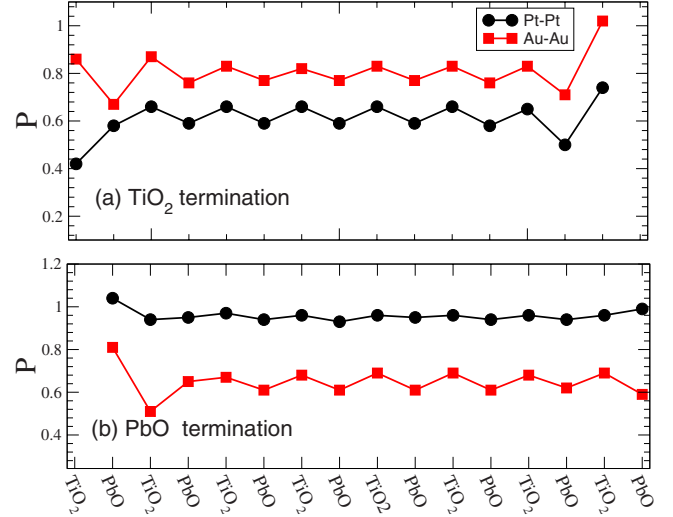 1
0.8
0.6
0.4
0.2
P
Pt-Pt
Au-Au
(a) TiO₂ termination
1.2
1
0.8
0.6
0.4
P
(b) PbO termination
TiO₂
PbO
TiO₂
PbO
TiO₂
PbO
TiO₂
PbO
TiO2
PbO
TiO₂
PbO
TiO₂
PbO
TiO₂
PbO